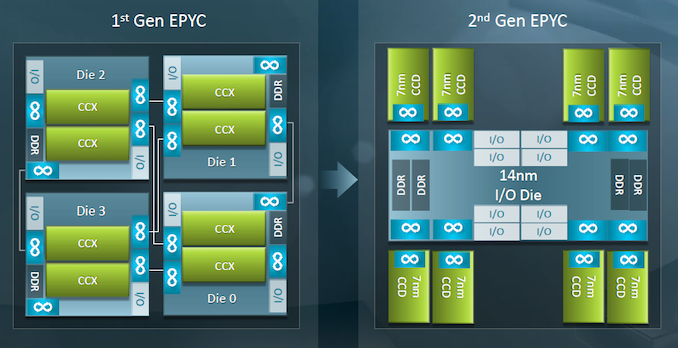 1st Gen EPYC
2nd Gen EPYC
I/O
Die 2
CCX
CCX
DDR
I/O
I/O
CCX
DDR
CCX
Die 1
I/O
Die 3
I/O
CCX
CCX
DDR
I/O
I/O
CCX
DDR
CCX
Die 0
I/O
7nm
CCD
7nm
CCD
7nm
CCD
7nm
CCD
I/O
I/O
I/O
I/O
DDR
DDR
14nm
I/O Die
DDR
DDR
I/O
I/O
I/O
I/O
7nm
CCD
7nm
CCD
7nm
CCD
7nm
CCD